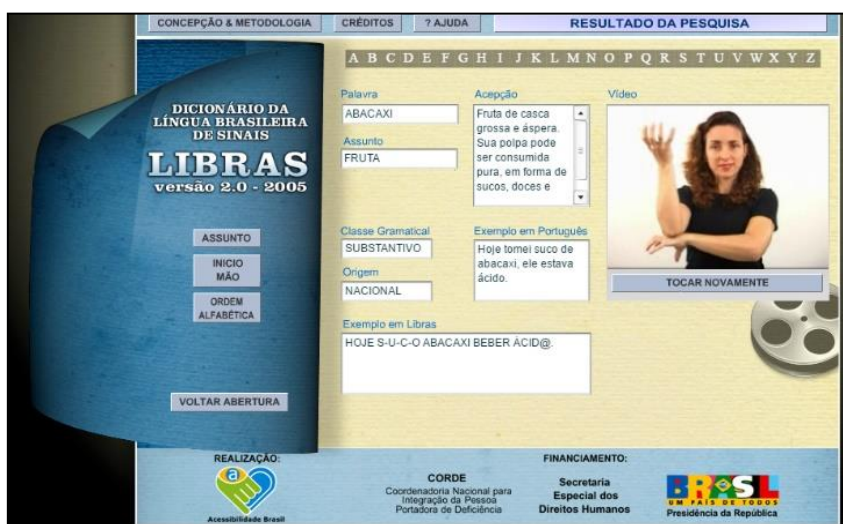 CONCEPÇÃO & METODOLOGIA
CRÉDITOS
? AJUDA
RESULTADO DA PESQUISA
A B C D E F G H I J K L M N O P Q R S T U V W X Y Z
DICIONÁRIO DA
LÍNGUA BRASILEIRA
DE SINAIS
LIBRAS
versão 2.0 - 2005
ASSUNTO
INICIO
MÃO
ORDEM
ALFABÉTICA
VOLTAR ABERTURA
Palavra
ABACAXI
Assunto
FRUTA
Acepção
Fruta de casca
grossa e áspera.
Sua polpa pode
ser consumida
pura, em forma de
sucos, doces e
Vídeo
TOCAR NOVAMENTE
Classe Gramatical
SUBSTANTIVO
Origem
NACIONAL
Exemplo em Português
Hoje tomei suco de
abacaxi, ele estava
ácido.
Exemplo em Libras
HOJE S-U-C-O ABACAXI BEBER ÁCID@.
REALIZAÇÃO:
a
Acessibilidade Brasil
CORDE
Coordenadoria Nacional para
Integração da Pessoa
Portadora de Deficiência
FINANCIAMENTO:
Secretaria
Especial dos
Direitos Humanos
BRASIL
UM PAÍS DE TODOS
Presidência da República